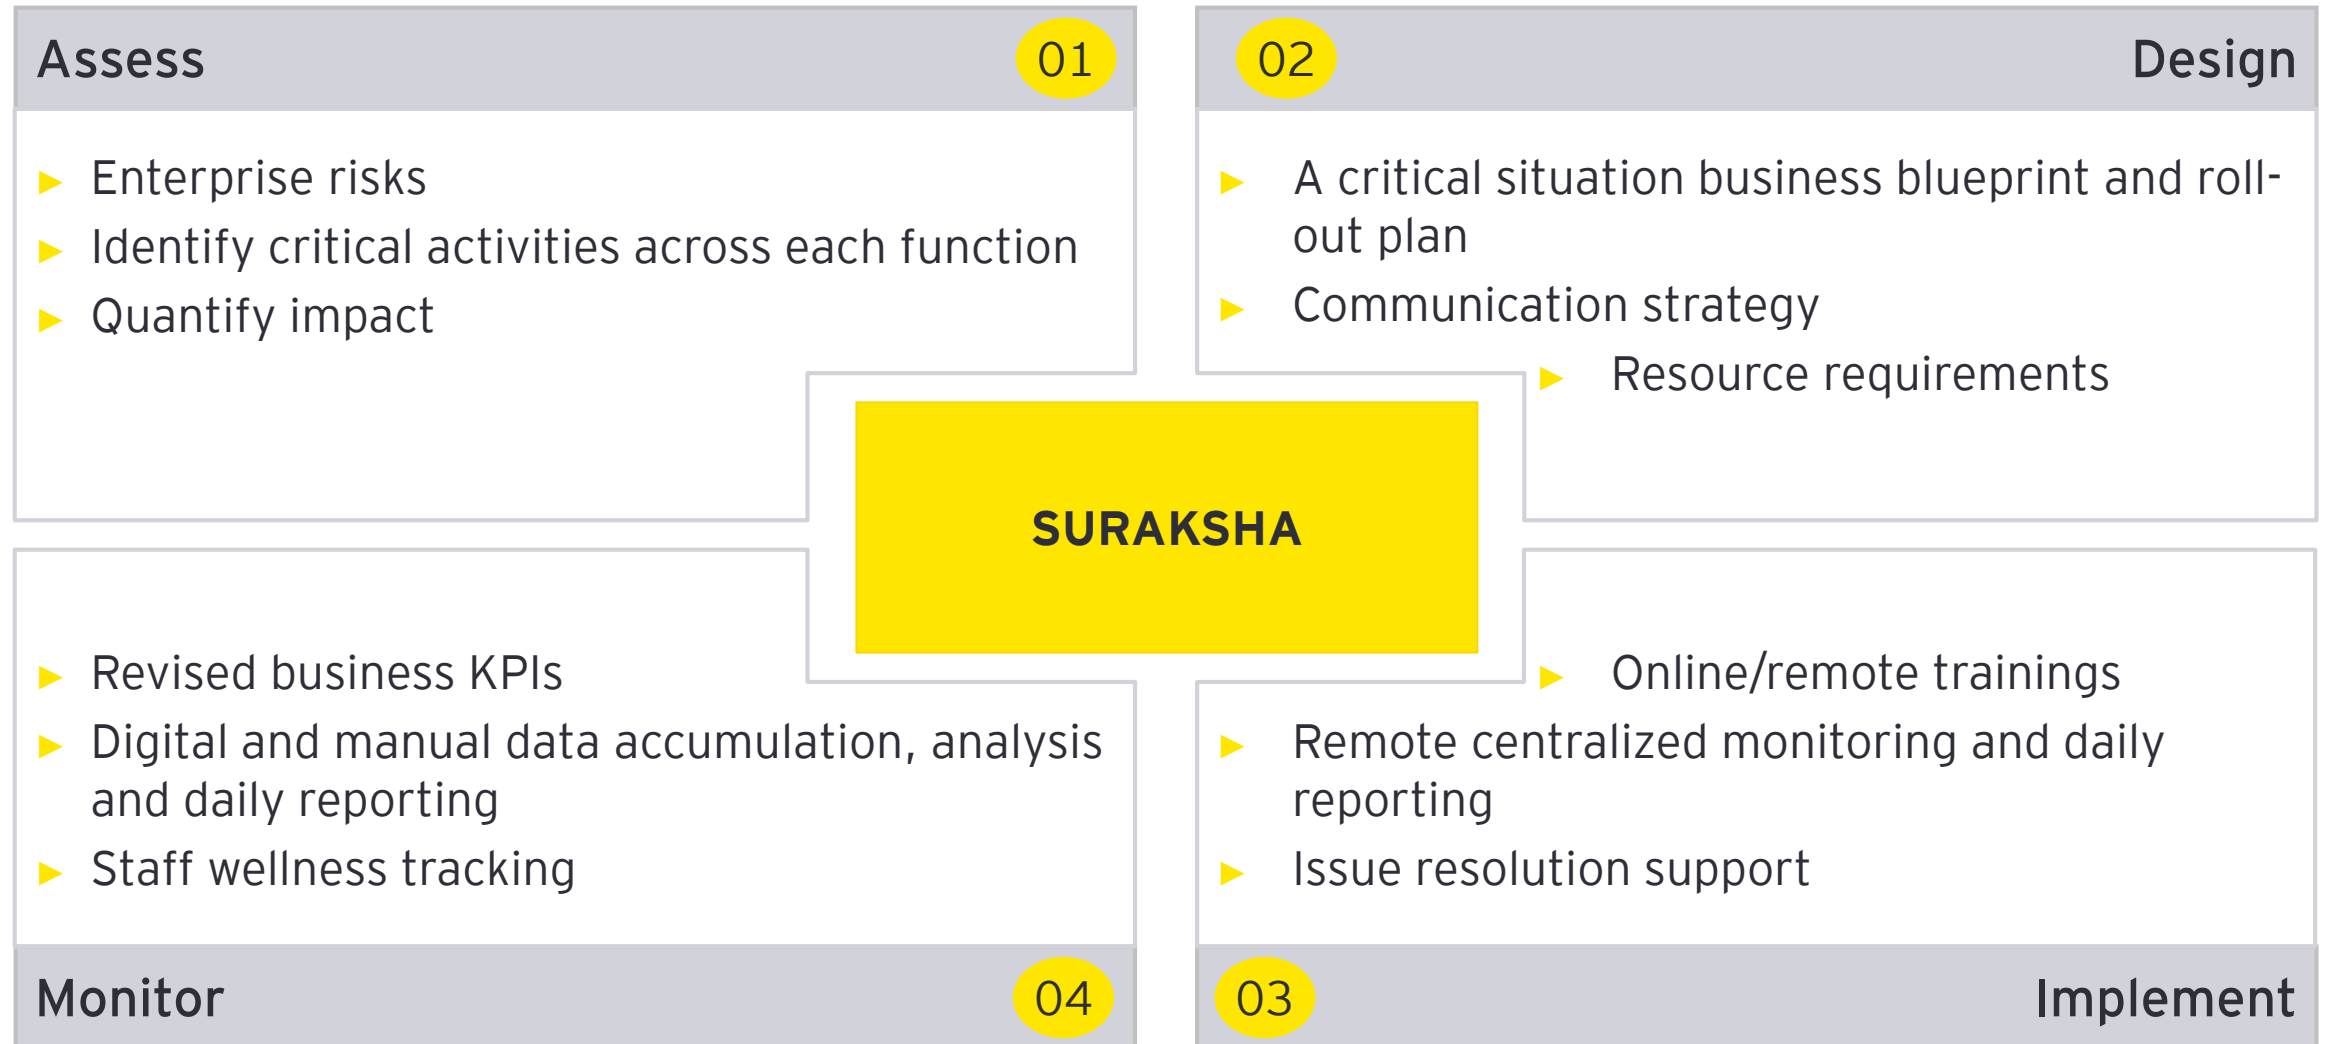 Assess 01
► Enterprise risks
► Identify critical activities across each function
► Quantify impact
02 Design
► A critical situation business blueprint and roll-
out plan
► Communication strategy
► Resource requirements
SURAKSHA
► Revised business KPIs
► Digital and manual data accumulation, analysis
and daily reporting
► Staff wellness tracking
Monitor 04
► Online/remote trainings
► Remote centralized monitoring and daily
reporting
► Issue resolution support
03 Implement